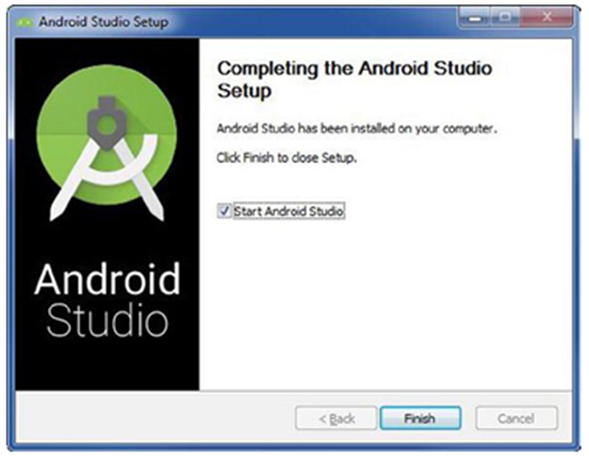 Android Studio Setup
Completing the Android Studio
Setup
Android Studio has been installed on your computer.
Click Finish to close Setup.
Start Android Studio
Android
Studio
< Back
Finish
Cancel